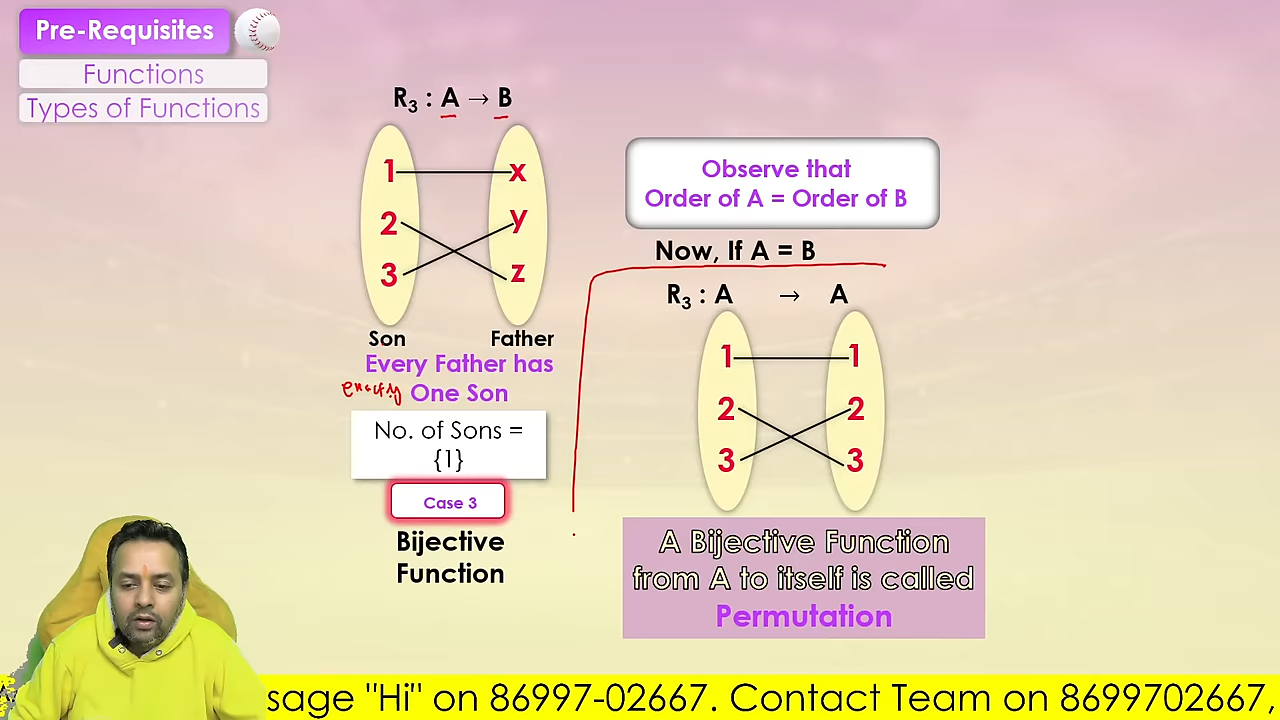 Pre-Requisites
Functions
Types of Functions
R₃ : A → B
1 x
2 y
3 z
Son Father
Every Father has
exactly One Son
No. of Sons =
{1}
Case 3
Bijective
Function
Observe that
Order of A = Order of B
Now, If A = B
R₃ : A → A
1 1
2 2
3 3
A Bijective Function
from A to itself is called
Permutation
sage "Hi" on 86997-02667. Contact Team on 8699702667,